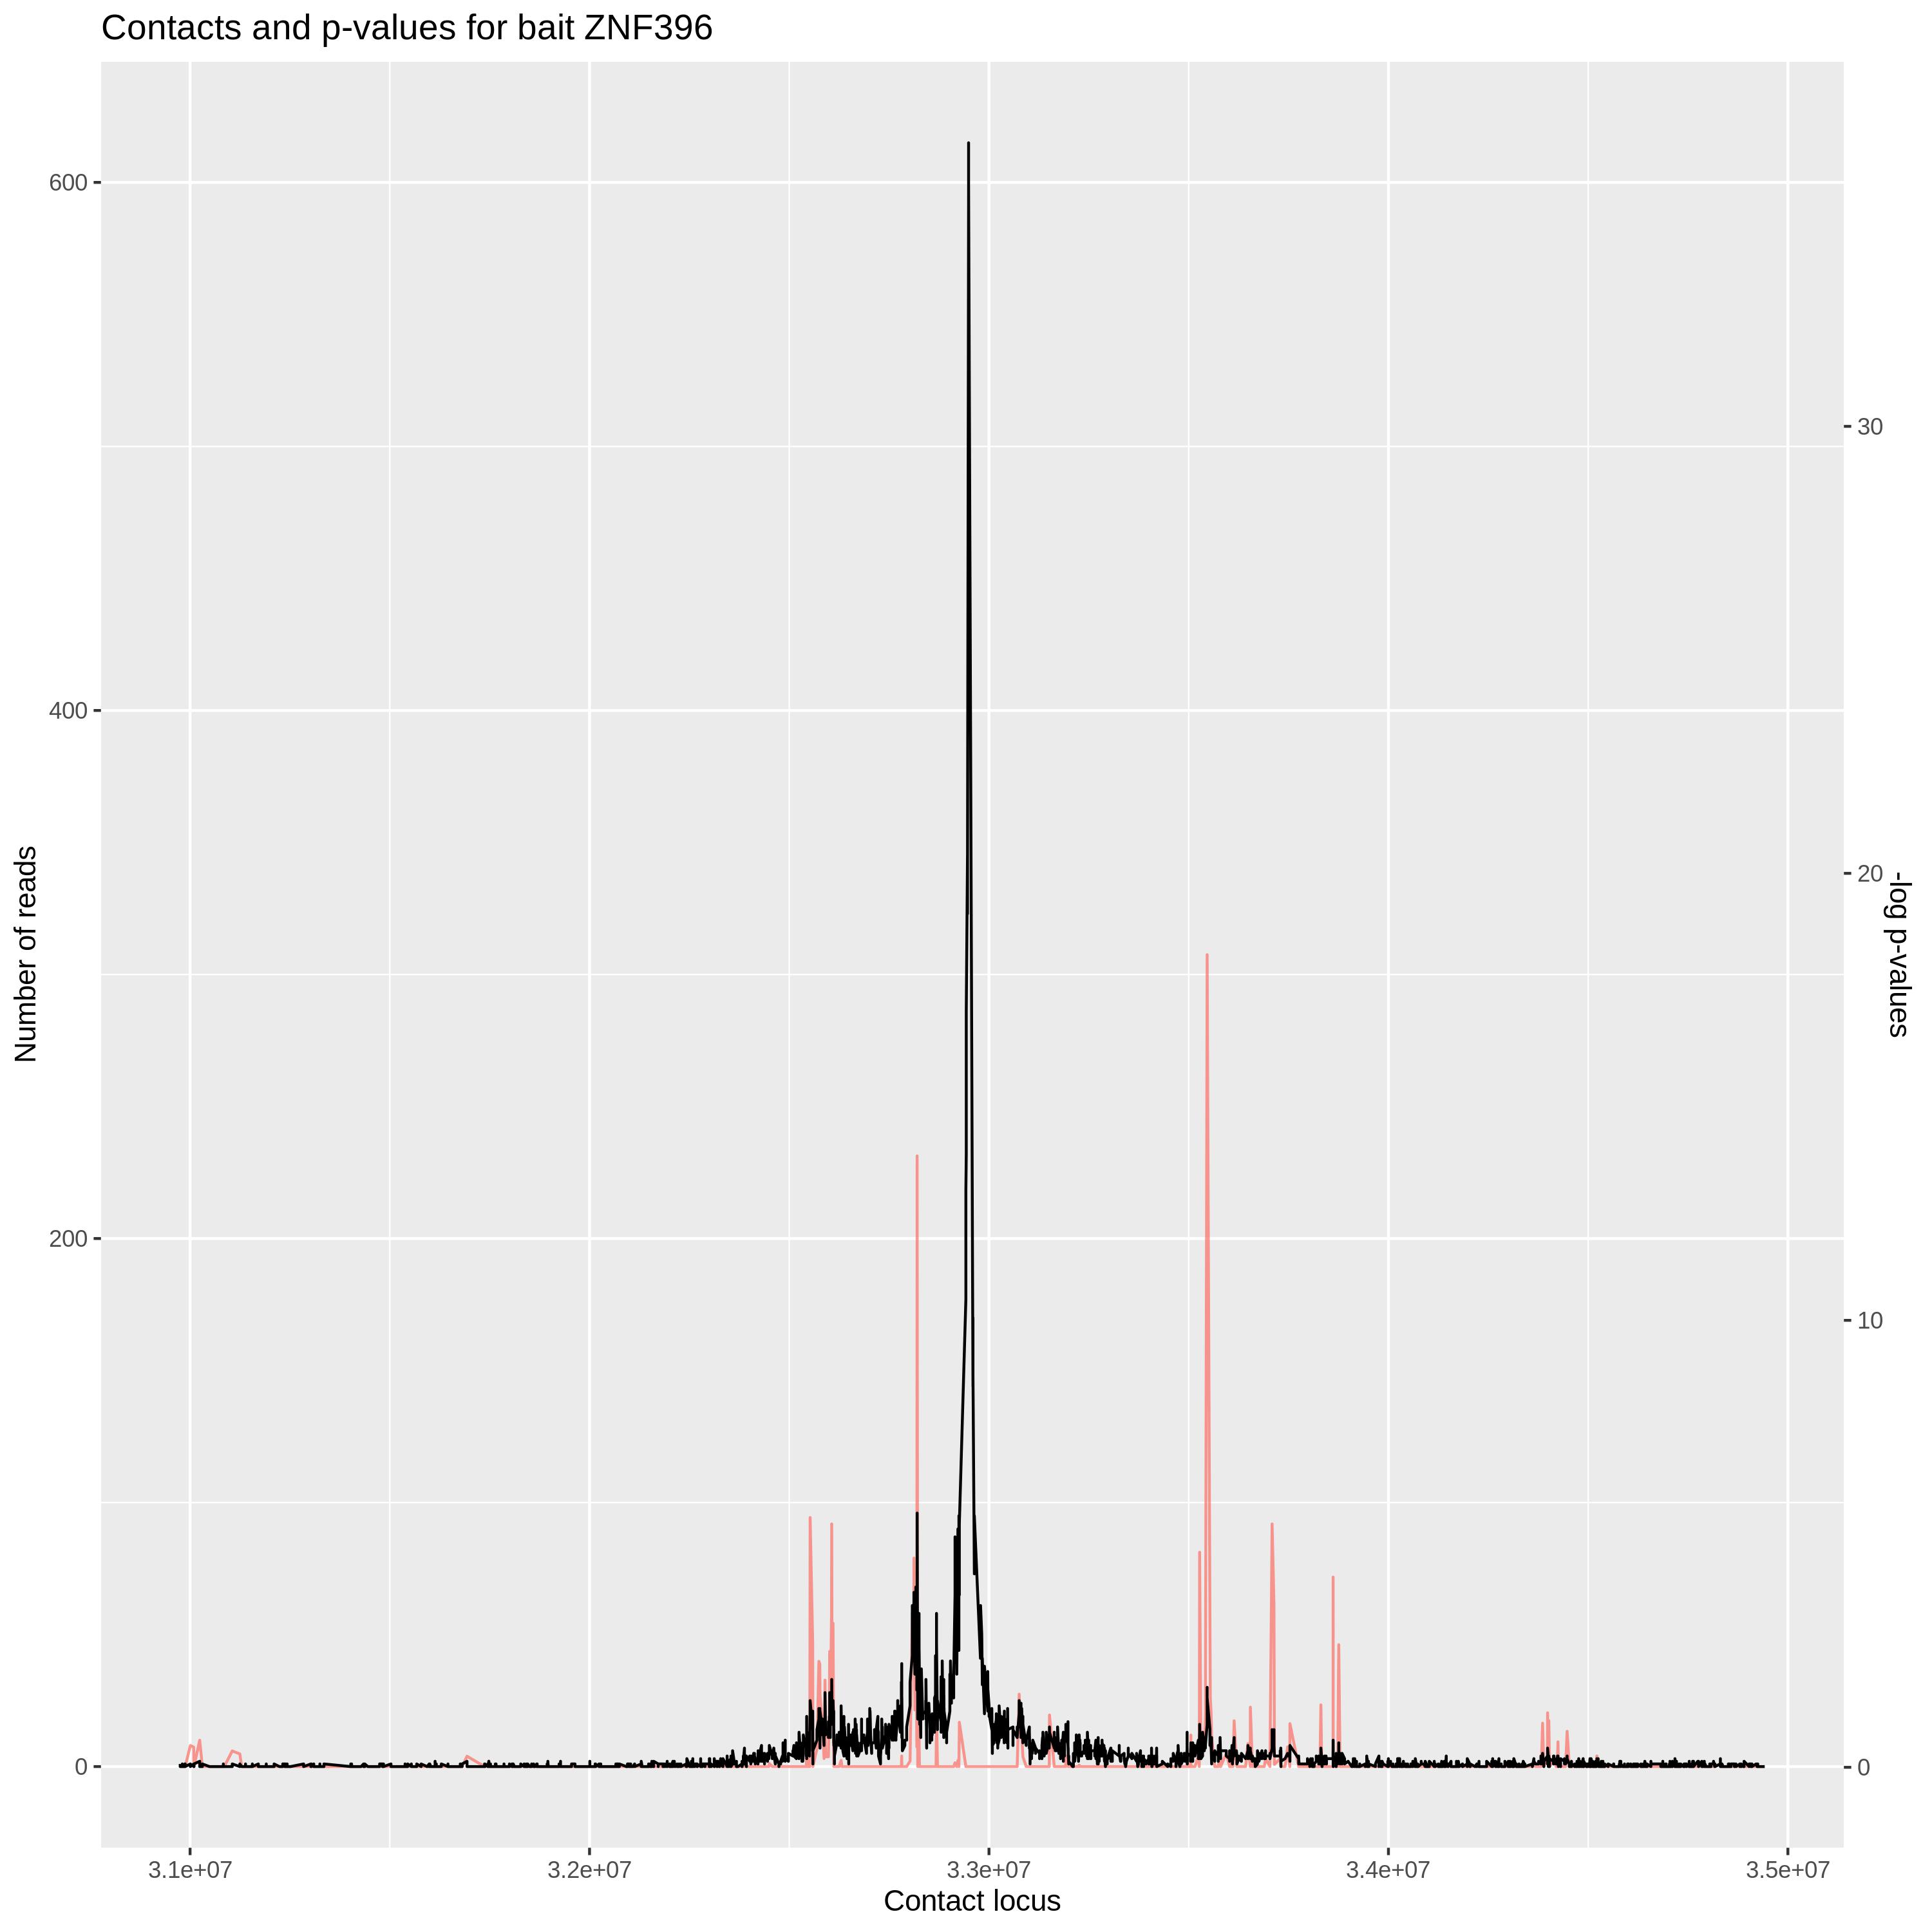 Contacts and p-values for bait ZNF396
600
400
200
0
Number of reads
30
20
10
0
-log p-values
3.1e+07
3.2e+07
3.3e+07
3.4e+07
3.5e+07
Contact locus